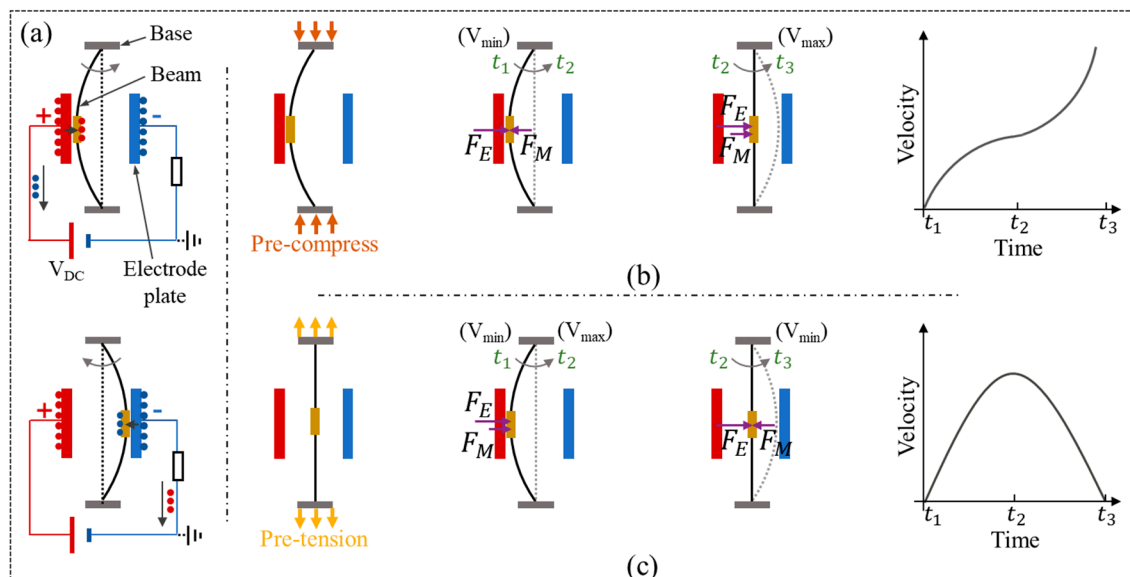 (a)
Base
Beam
+
-
V_DC
Electrode
plate
+
-
Pre-compress
(V_min)
t_1
t_2
F_E
F_M
(V_max)
t_2
t_3
F_E
F_M
Velocity
t_1
t_2
t_3
Time
(b)
Pre-tension
(V_min)
(V_max)
t_1
t_2
F_E
F_M
(V_min)
t_2
t_3
F_E
F_M
Velocity
t_1
t_2
t_3
Time
(c)